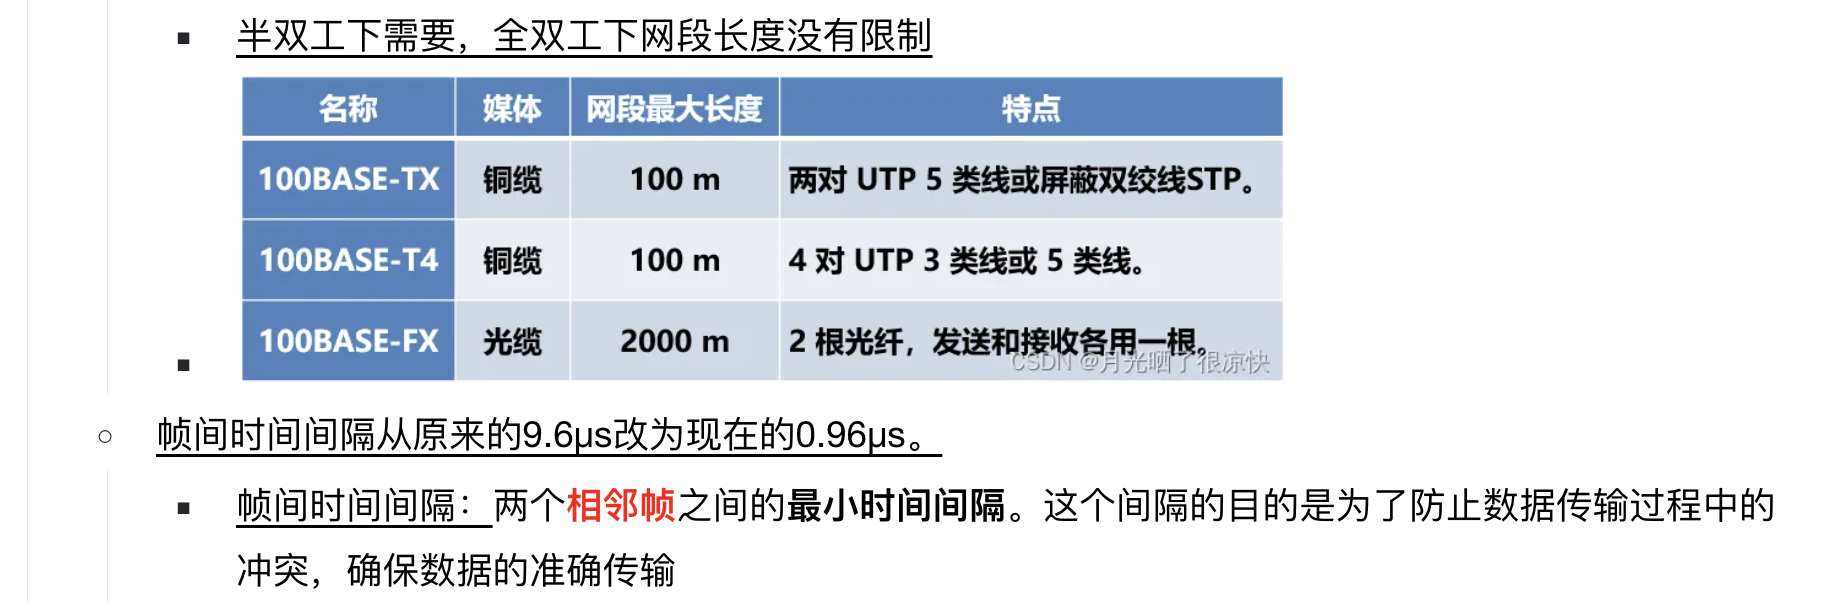 半双工下需要，全双工下网段长度没有限制
名称 媒体 网段最大长度 特点
100BASE-TX 铜缆 100 m 两对 UTP 5 类线或屏蔽双绞线STP。
100BASE-T4 铜缆 100 m 4 对 UTP 3 类线或 5 类线。
100BASE-FX 光缆 2000 m 2 根光纤，发送和接收各用一根。
CSDN @月光晒了很凉快
帧间时间间隔从原来的9.6μs改为现在的0.96μs。
帧间时间间隔：两个相邻帧之间的最小时间间隔。这个间隔的目的是为了防止数据传输过程中的
冲突，确保数据的准确传输